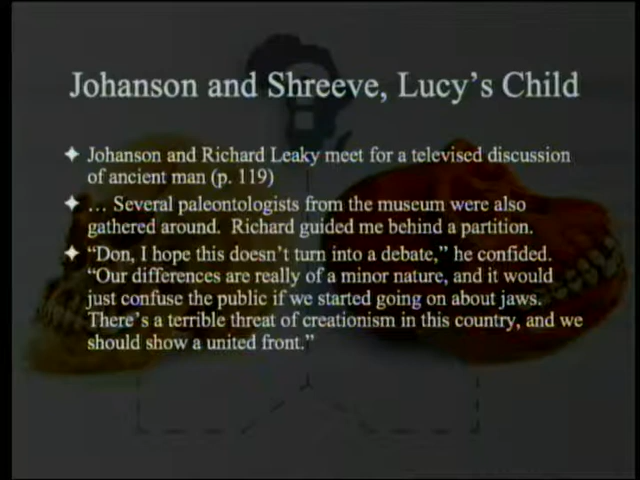 Johanson and Shreeve, Lucy's Child
✦ Johanson and Richard Leaky meet for a televised discussion
of ancient man (p. 119)
✦ … Several paleontologists from the museum were also
gathered around. Richard guided me behind a partition.
✦ “Don, I hope this doesn't turn into a debate,” he confided.
“Our differences are really of a minor nature, and it would
just confuse the public if we started going on about jaws.
There's a terrible threat of creationism in this country, and we
should show a united front.”